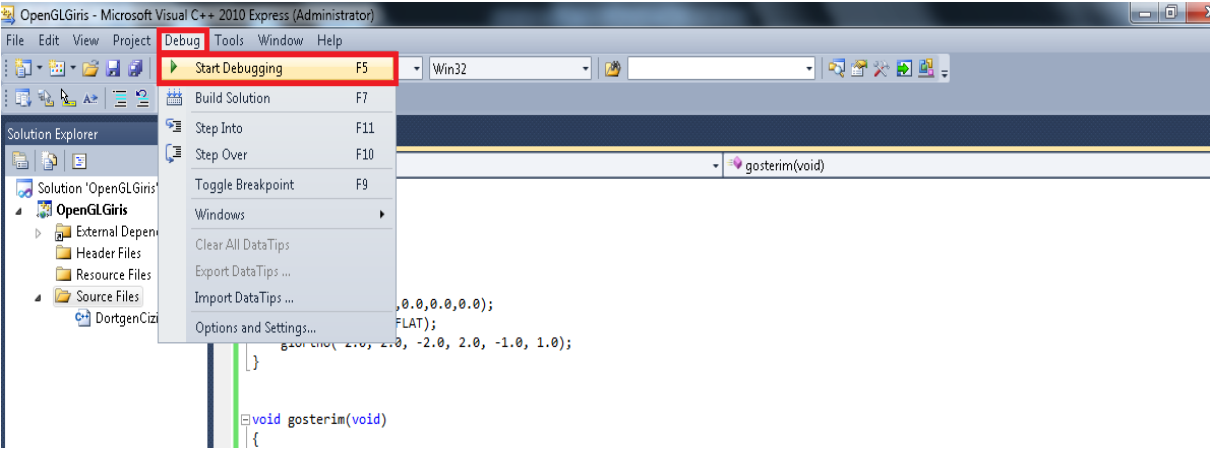 OpenGLGiris - Microsoft Visual C++ 2010 Express (Administrator)
File Edit View Project Debug Tools Window Help
Start Debugging F5
Win32
Build Solution F7
Step Into F11
Solution Explorer
Step Over F10
gosterim(void)
Toggle Breakpoint F9
Solution 'OpenGLGiris'
OpenGLGiris
Windows
External Depen
Clear All DataTips
Header Files
Export DataTips ...
Resource Files
Import DataTips ...
Source Files
,0.0,0.0,0.0);
DortgenCizi
Options and Settings...
FLAT);
2.0, -2.0, 2.0, -1.0, 1.0);
}
void gosterim(void)
{